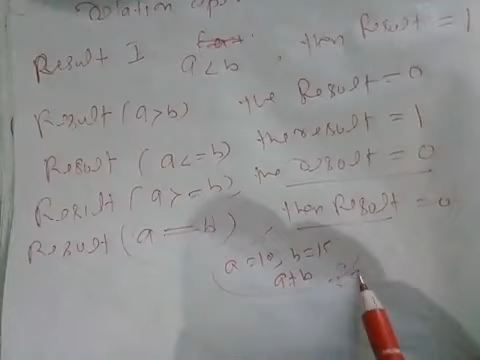 Relation ope
Result I a<b, then Result = 1
Result (a>b) the Result = 0
Result (a<=b) the result = 1
Result (a>=b), the Result = 0
Result (a==b), then Result = 0
a=10, b=15
a+b